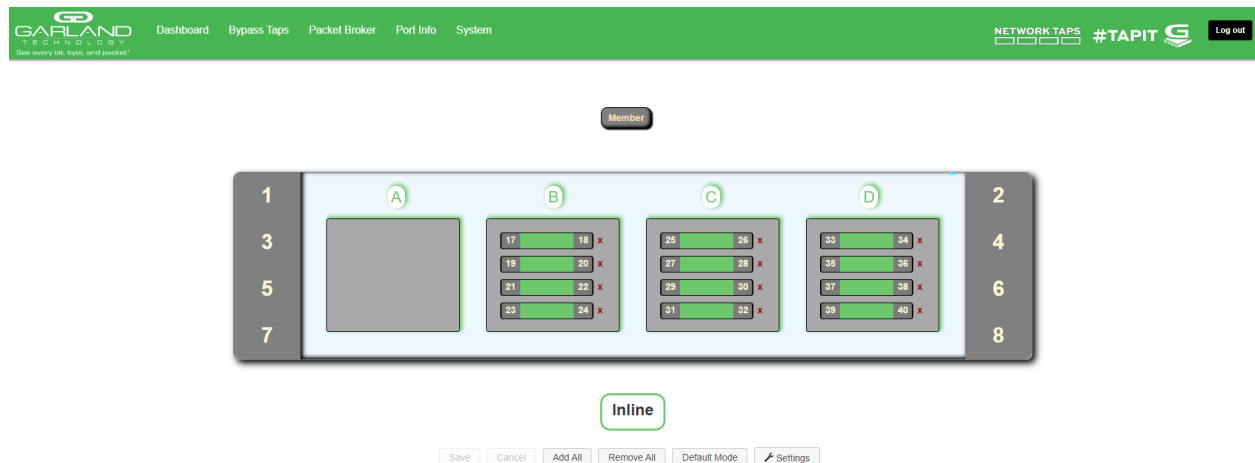 GARLAND
TECHNOLOGY
See every bit, byte, and packet®
Dashboard Bypass Taps Packet Broker Port Info System
NETWORK TAPS
#TAPIT
Log out
Member
1 A B C D 2
17 18 x 25 26 x 33 34 x
3 4
19 20 x 27 28 x 35 36 x
5 21 22 x 29 30 x 37 38 x 6
23 24 x 31 32 x 39 40 x
7 8
Inline
Save Cancel Add All Remove All Default Mode Settings